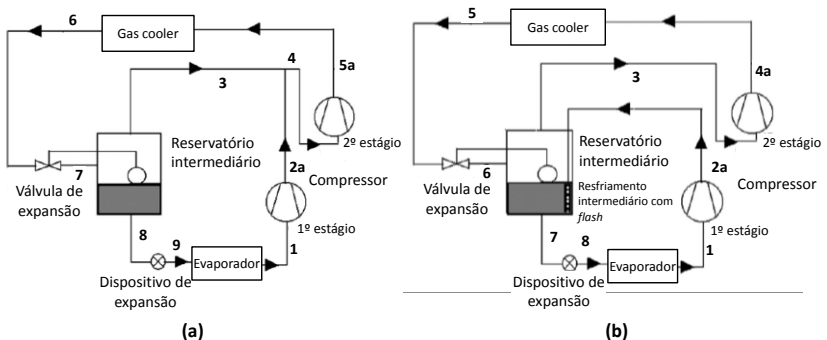 6
Gas cooler
3
4
5a
2º estágio
Reservatório
intermediário
7
Válvula de
expansão
2a
Compressor
1º estágio
8
9
Evaporador
1
Dispositivo de
expansão
(a)
5
Gas cooler
3
4a
2º estágio
Reservatório
intermediário
6
Válvula de
expansão
Resfriamento
intermediário com
flash
2a
Compressor
1º estágio
7
8
Evaporador
1
Dispositivo de
expansão
(b)